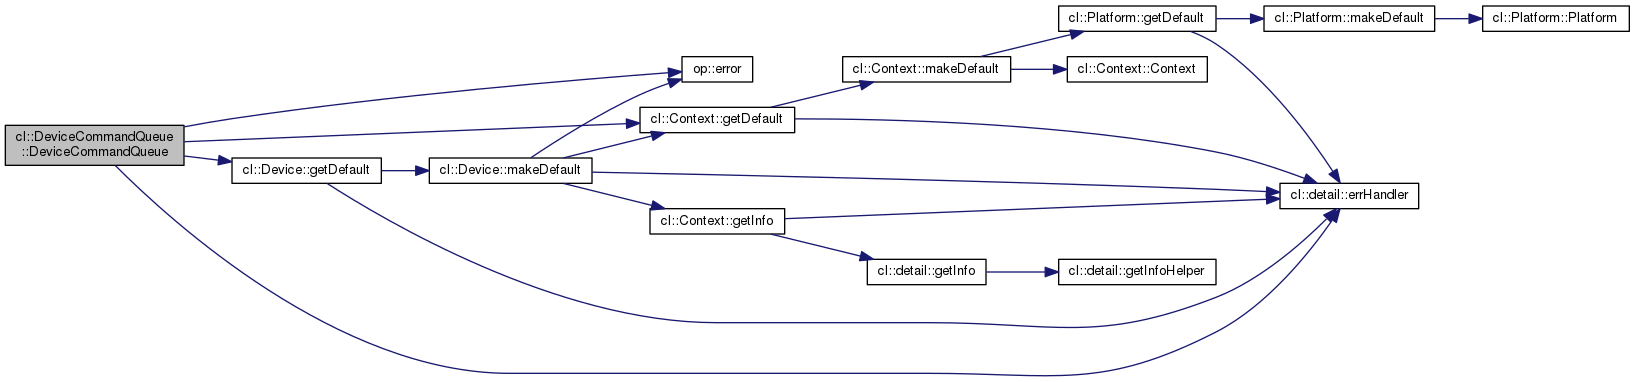 cl::DeviceCommandQueue
::DeviceCommandQueue
op::error
cl::Context::getDefault
cl::Device::getDefault
cl::Device::makeDefault
cl::Context::getInfo
cl::Context::makeDefault
cl::detail::getInfo
cl::Platform::getDefault
cl::Context::Context
cl::detail::getInfoHelper
cl::Platform::makeDefault
cl::detail::errHandler
cl::Platform::Platform